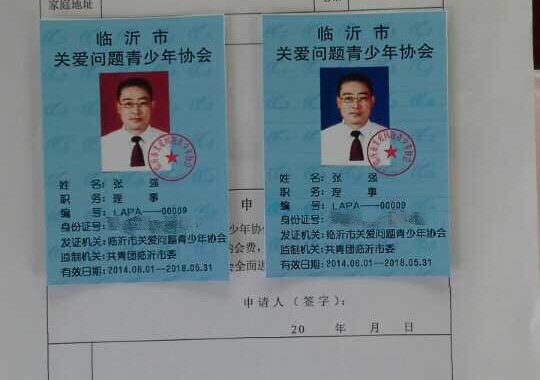 家庭地址
临沂市
关爱问题青少年协会
姓名:张强
职务:理事
编号:LAPA——00009
身份证号:
发证机关:临沂市关爱问题青少年协会
监制机关:共青团临沂市委
有效日期:2014.06.01--2018.05.31
临沂市
关爱问题青少年协会
姓名:张强
职务:理事
编号:LAPA——00009
身份证号:
发证机关:临沂市关爱问题青少年协会
监制机关:共青团临沂市委
有效日期:2014.06.01--2018.05.31
申
少年协
会费,
全面进
申请人(签字):
20 年 月 日